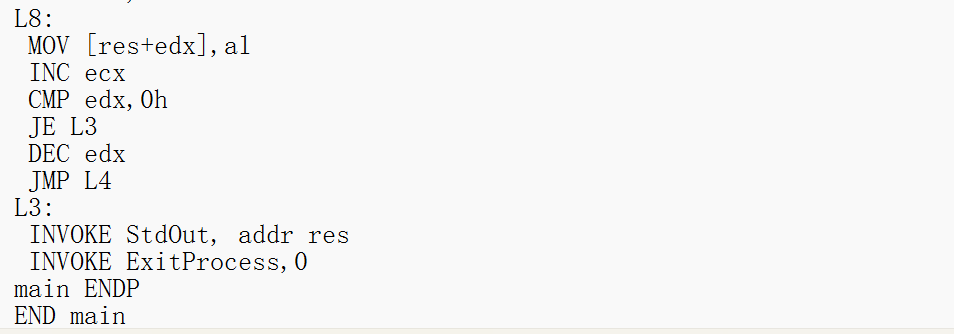 L8:
MOV [res+edx],al
INC ecx
CMP edx,0h
JE L3
DEC edx
JMP L4
L3:
INVOKE StdOut, addr res
INVOKE ExitProcess,0
main ENDP
END main